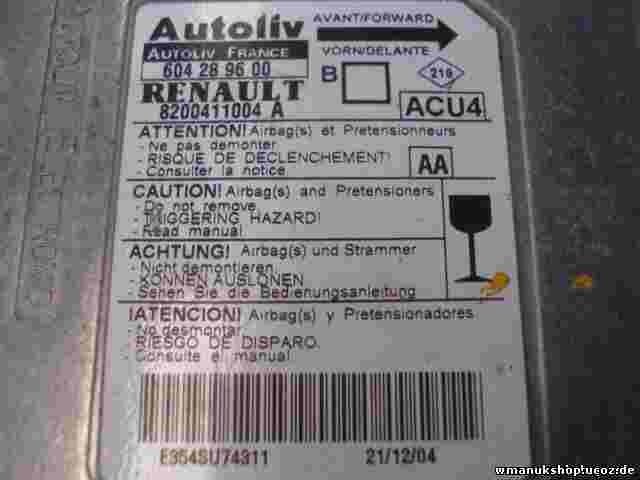 Autoliv
AVANT/FORWARD
AUTOLIV FRANCE
VORN/DELANTE
604 28 96 00
B
219
RENAULT
8200411004 A
ACU4
ATTENTION! Airbag(s) et Pretensionneurs
- Ne pas demonter
- RISQUE DE DECLENCHEMENT!
- Consulter la notice
AA
CAUTION! Airbag(s) and Pretensioners
- Do not remove
- TRIGGERING HAZARD!
- Read manual
ACHTUNG! Airbag(s) und Strammer
- Nicht demontieren
- KONNEN AUSLONEN
- Sehen Sie die Bedienungsanleitung
!ATENCION! Airbag(s) y Pretensionadores
- No desmontar
- RIESGO DE DISPARO.
- Consulte el manual
E354SU74311
21/12/04
wmanukshop.ucoz.de